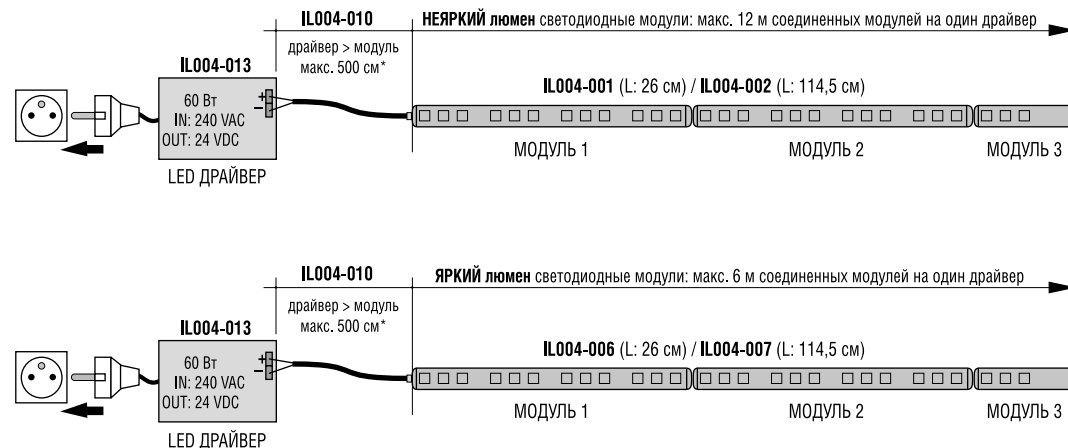 IL004-010
НЕЯРКИЙ люмен светодиодные модули: макс. 12 м соединенных модулей на один драйвер
драйвер > модуль
макс. 500 см*
IL004-013
IL004-001 (L: 26 см) / IL004-002 (L: 114,5 см)
60 Вт
IN: 240 VAC
OUT: 24 VDC
+
−
МОДУЛЬ 1
МОДУЛЬ 2
МОДУЛЬ 3
LED ДРАЙВЕР
IL004-010
ЯРКИЙ люмен светодиодные модули: макс. 6 м соединенных модулей на один драйвер
драйвер > модуль
макс. 500 см*
IL004-013
IL004-006 (L: 26 см) / IL004-007 (L: 114,5 см)
60 Вт
IN: 240 VAC
OUT: 24 VDC
+
−
МОДУЛЬ 1
МОДУЛЬ 2
МОДУЛЬ 3
LED ДРАЙВЕР